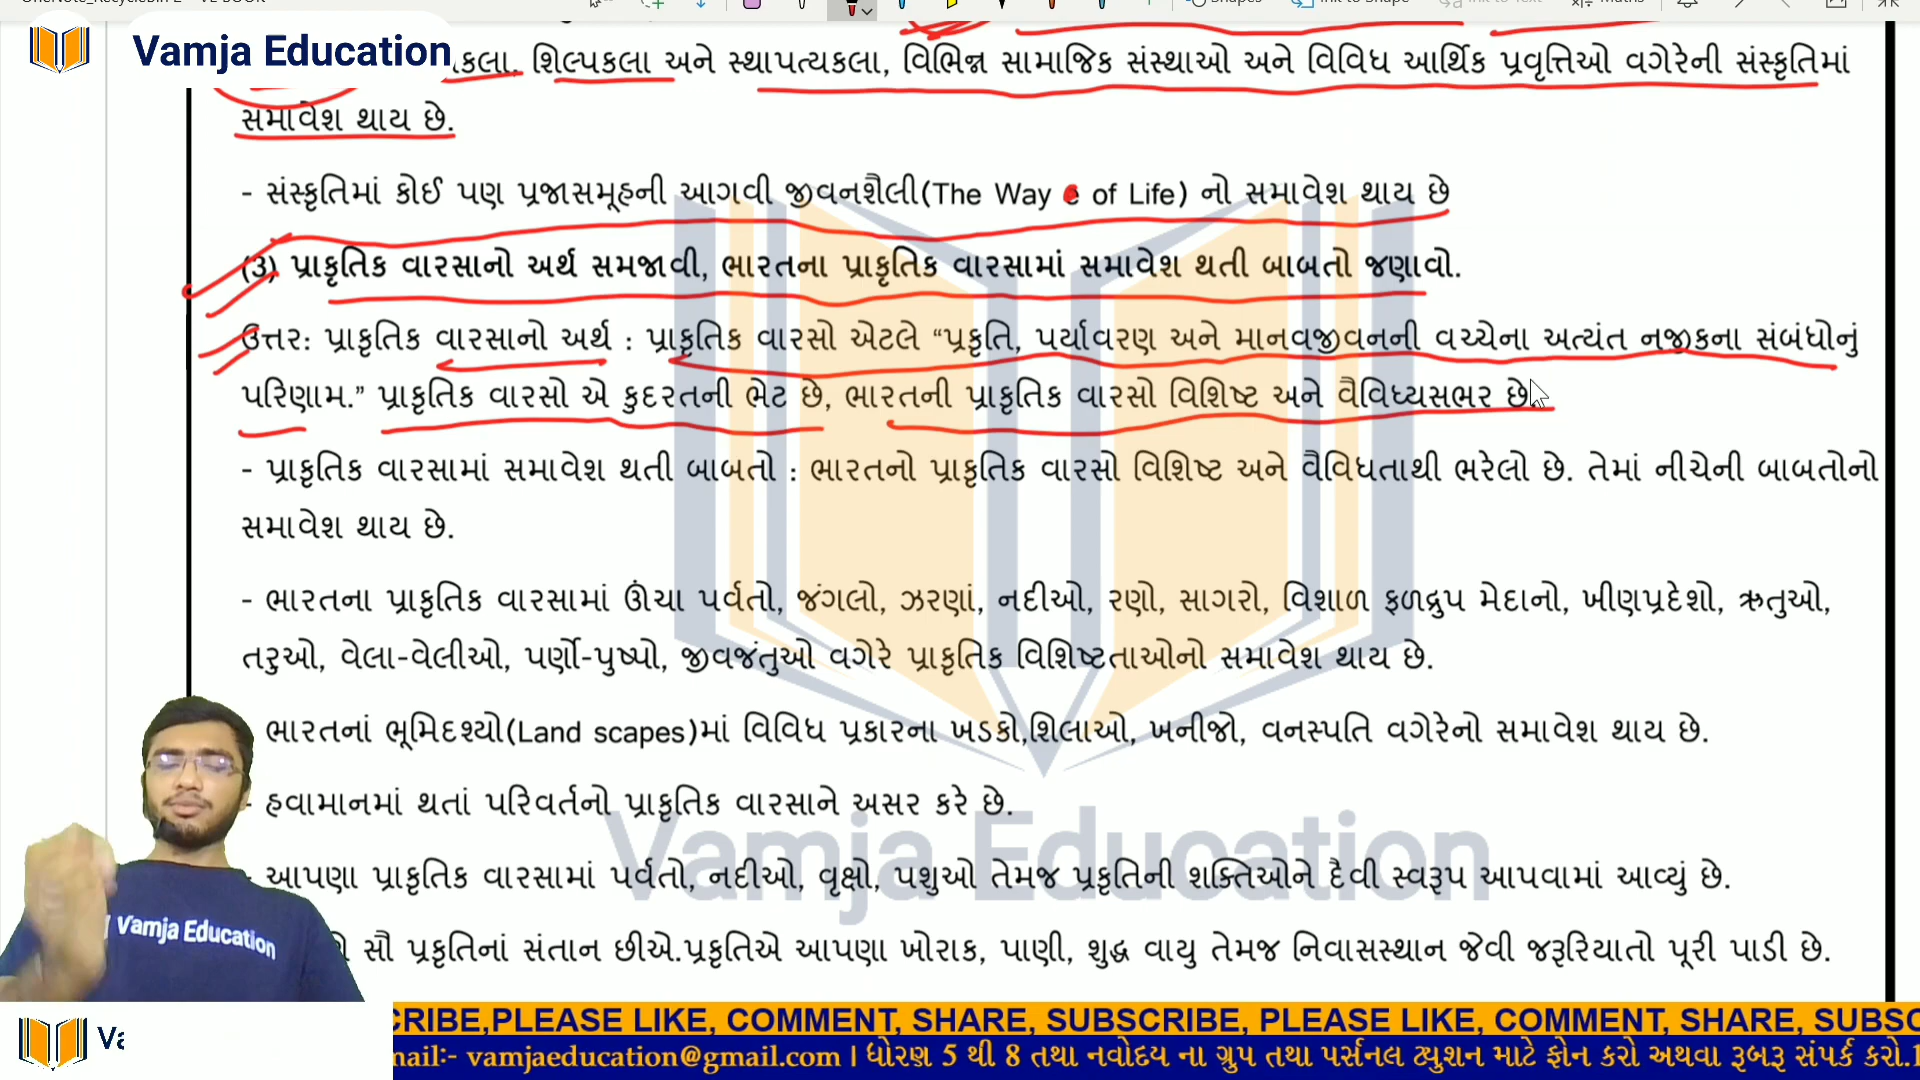 Vamja Education
કલા, શિલ્પકલા અને સ્થાપત્યકલા, વિભિન્ન સામાજિક સંસ્થાઓ અને વિવિધ આર્થિક પ્રવૃત્તિઓ વગેરેની સંસ્કૃતિમાં
સમાવેશ થાય છે.
- સંસ્કૃતિમાં કોઈ પણ પ્રજાસમૂહની આગવી જીવનશૈલી(The Way of Life) નો સમાવેશ થાય છે
(૩) પ્રાકૃતિક વારસાનો અર્થ સમજાવી, ભારતના પ્રાકૃતિક વારસામાં સમાવેશ થતી બાબતો જણાવો.
ઉત્તર: પ્રાકૃતિક વારસાનો અર્થ : પ્રાકૃતિક વારસો એટલે “પ્રકૃતિ, પર્યાવરણ અને માનવજીવનની વચ્ચેના અત્યંત નજીકના સંબંધોનું
પરિણામ.” પ્રાકૃતિક વારસો એ કુદરતની ભેટ છે, ભારતની પ્રાકૃતિક વારસો વિશિષ્ટ અને વૈવિધ્યસભર છે.
- પ્રાકૃતિક વારસામાં સમાવેશ થતી બાબતો : ભારતનો પ્રાકૃતિક વારસો વિશિષ્ટ અને વૈવિધતાથી ભરેલો છે. તેમાં નીચેની બાબતોનો
સમાવેશ થાય છે.
- ભારતના પ્રાકૃતિક વારસામાં ઊંચા પર્વતો, જંગલો, ઝરણાં, નદીઓ, રણો, સાગરો, વિશાળ ફળદ્રુપ મેદાનો, ખીણપ્રદેશો, ઋતુઓ,
તરુઓ, વેલા-વેલીઓ, પર્ણો-પુષ્પો, જીવજંતુઓ વગેરે પ્રાકૃતિક વિશિષ્ટતાઓનો સમાવેશ થાય છે.
ભારતનાં ભૂમિદશ્યો(Land scapes)માં વિવિધ પ્રકારના ખડકો,શિલાઓ, ખનીજો, વનસ્પતિ વગેરેનો સમાવેશ થાય છે.
- હવામાનમાં થતાં પરિવર્તનો પ્રાકૃતિક વારસાને અસર કરે છે.
- આપણા પ્રાકૃતિક વારસામાં પર્વતો, નદીઓ, વૃક્ષો, પશુઓ તેમજ પ્રકૃતિની શક્તિઓને દૈવી સ્વરૂપ આપવામાં આવ્યું છે.
સૌ પ્રકૃતિનાં સંતાન છીએ.પ્રકૃતિએ આપણા ખોરાક, પાણી, શુદ્ધ વાયુ તેમજ નિવાસસ્થાન જેવી જરૂરિયાતો પૂરી પાડી છે.
Vamja Education
Vamja Education
CRIBE,PLEASE LIKE, COMMENT, SHARE, SUBSCRIBE, PLEASE LIKE, COMMENT, SHARE, SUBSC
mail:- vamjaeducation@gmail.com | ધોરણ 5 થી 8 તથા નવોદય ના ગ્રુપ તથા પર્સનલ ટ્યુશન માટે ફોન કરો અથવા રૂબરૂ સંપર્ક કરો.